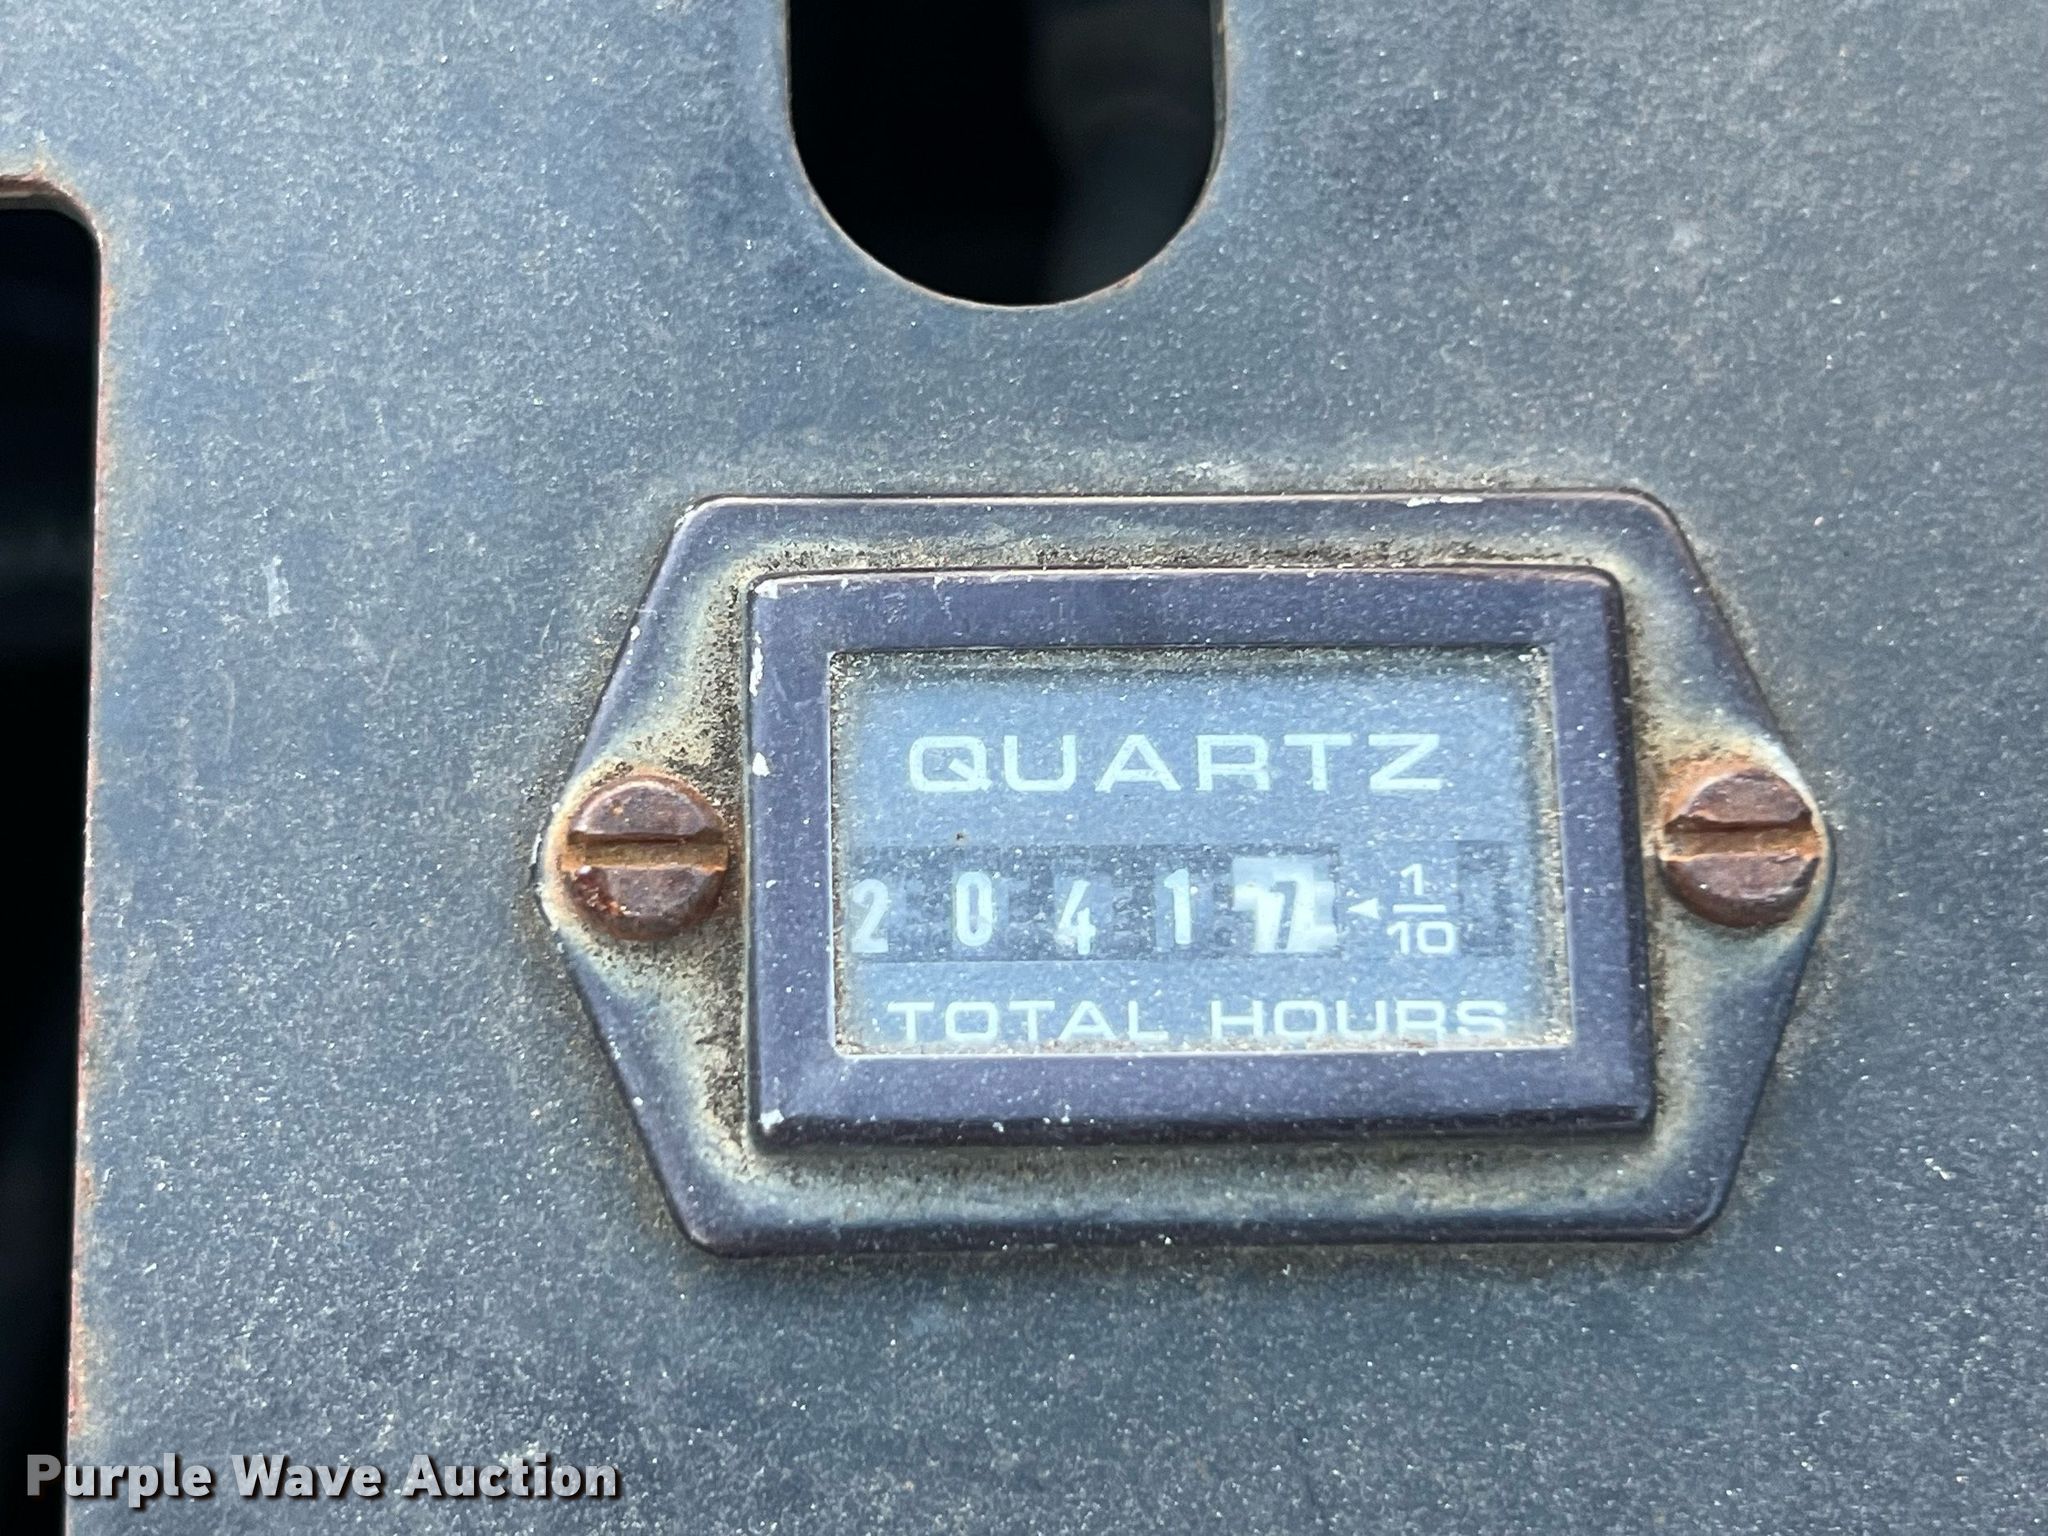 QUARTZ
2 0 4 1 7 ◄ 1/10
TOTAL HOURS
Purple Wave Auction